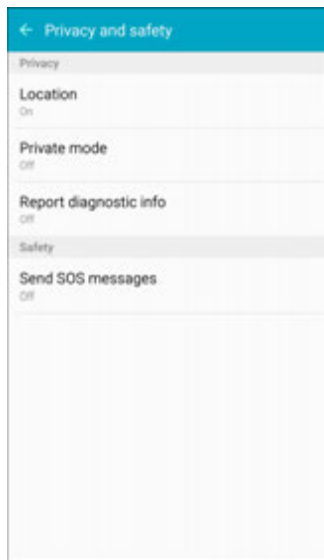 Privacy and safety
Privacy
Location
On
Private mode
Off
Report diagnostic info
Off
Safety
Send SOS messages
Off